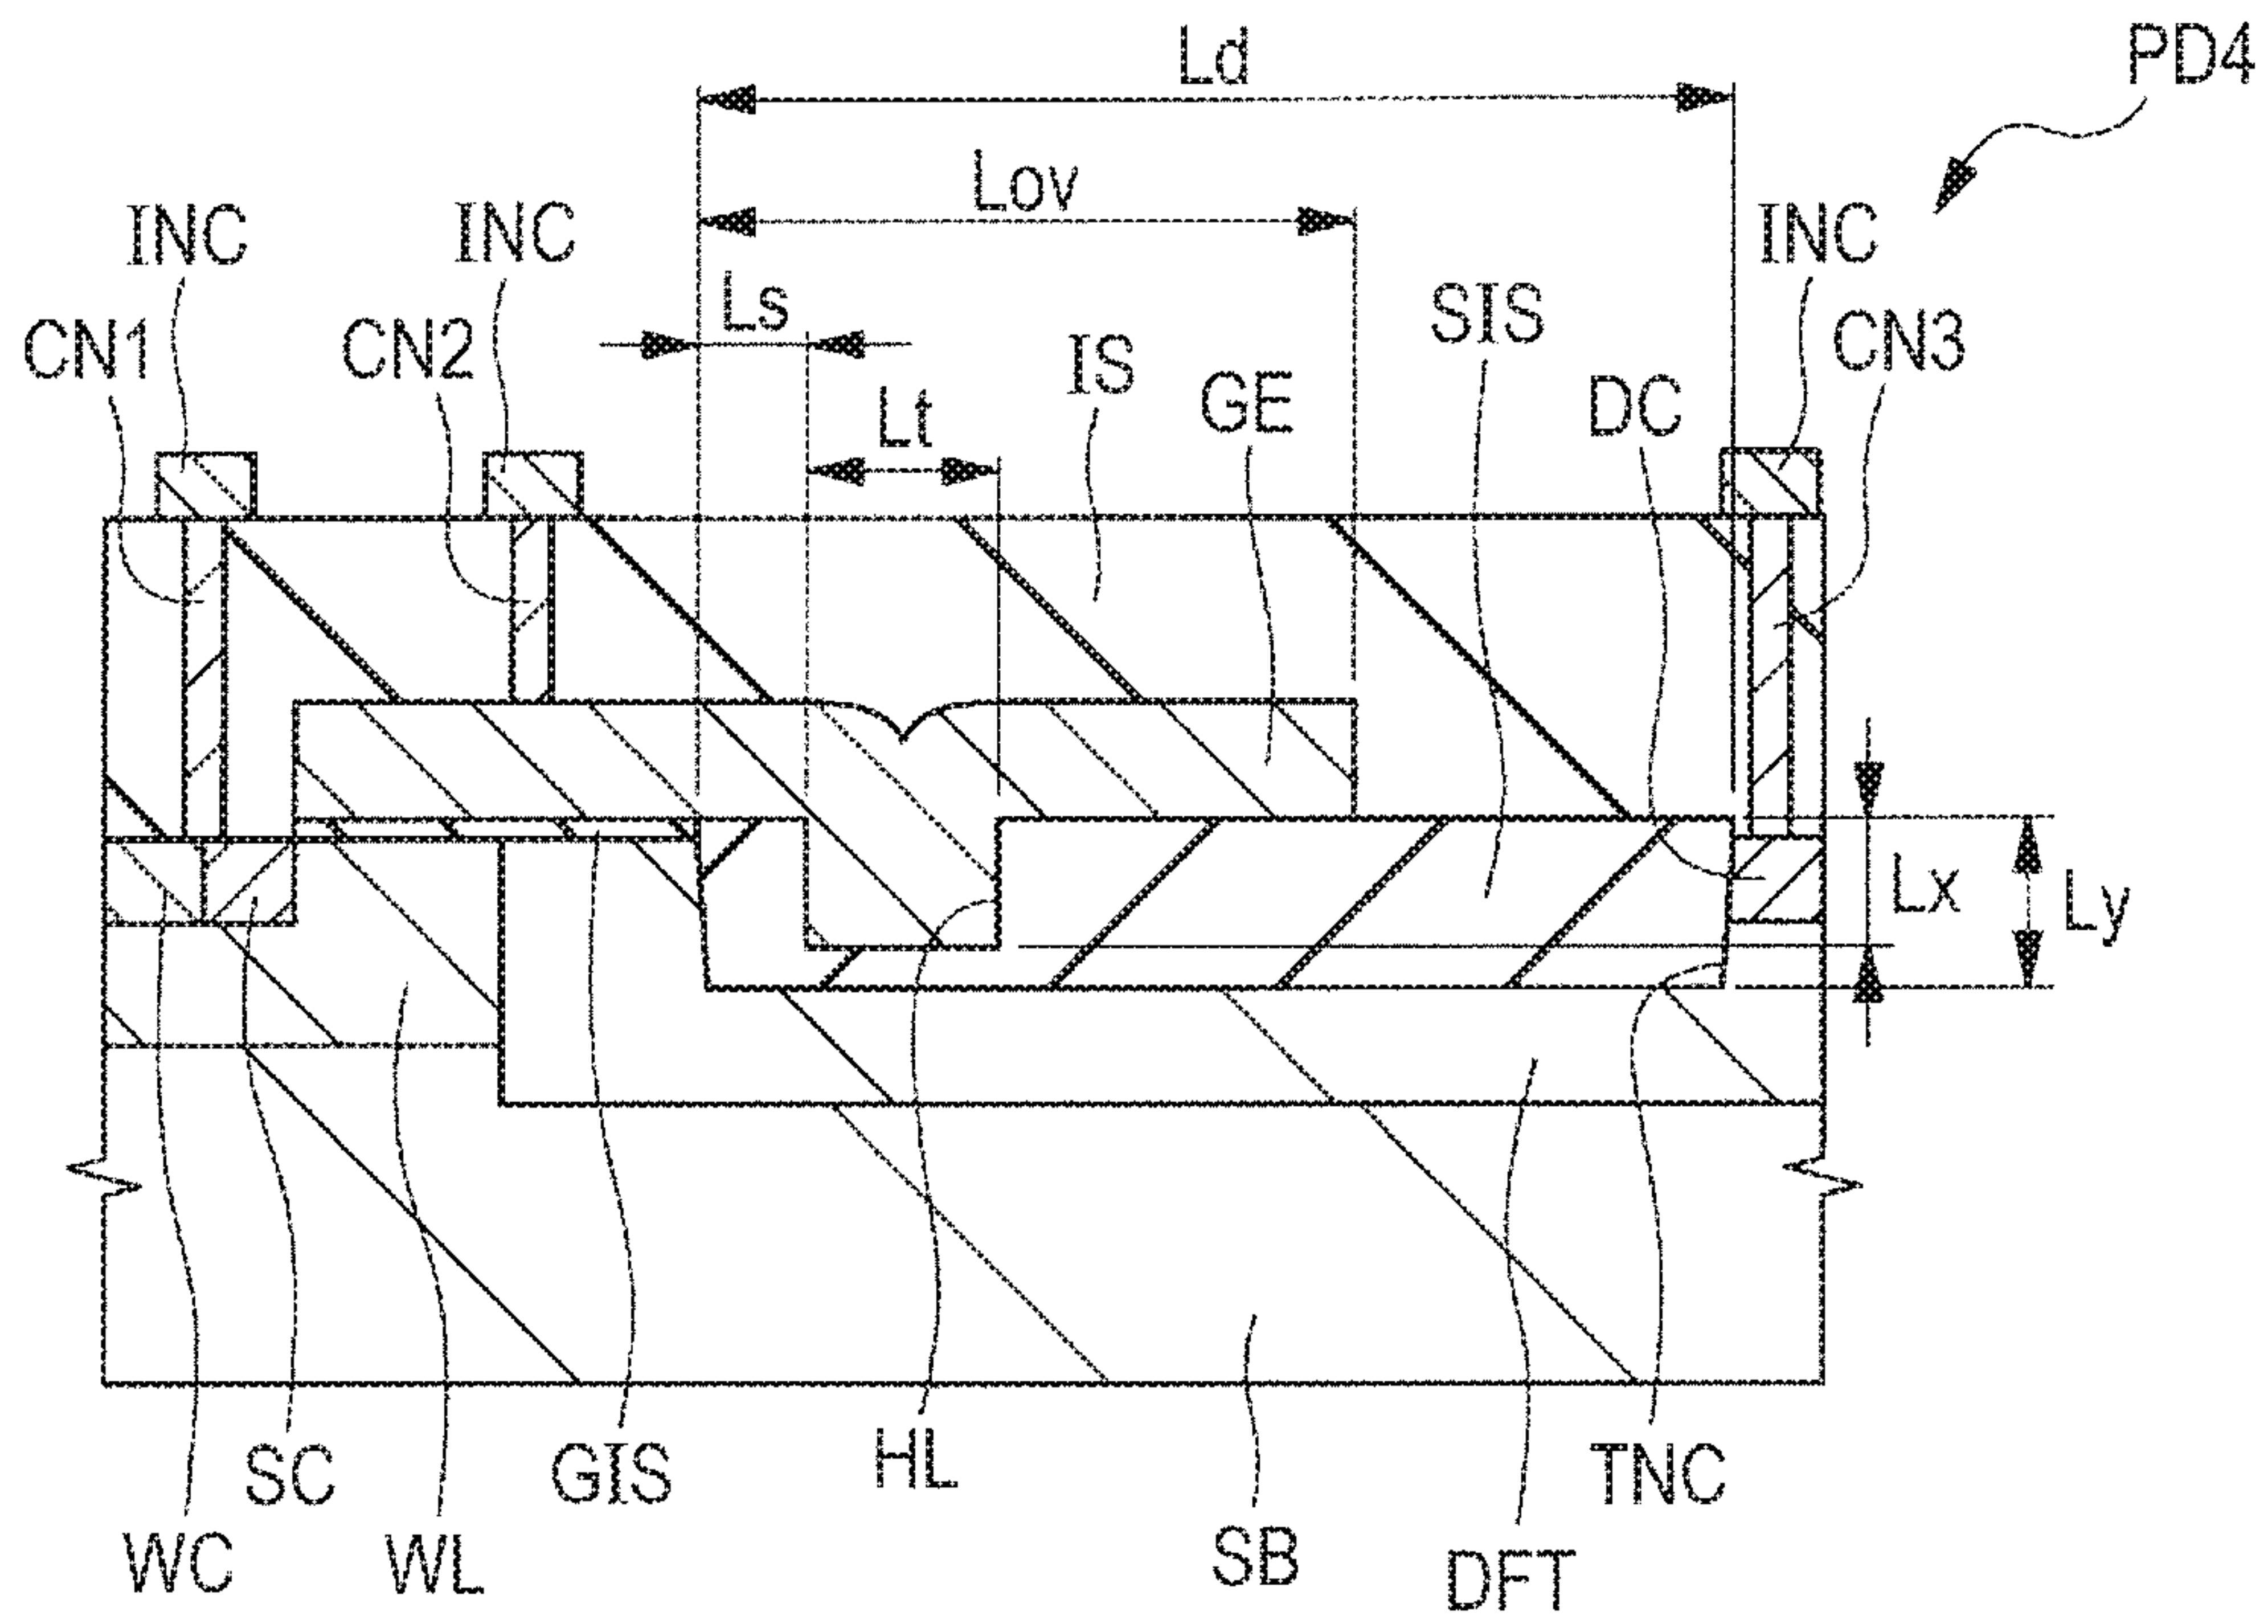 Ld
PD4
Lov
INC
INC
INC
Ls
SIS
CN1
CN2
IS
CN3
Lt
GE
DC
Lx
Ly
SC
GIS
HL
TNC
WC
WL
SB
DFT